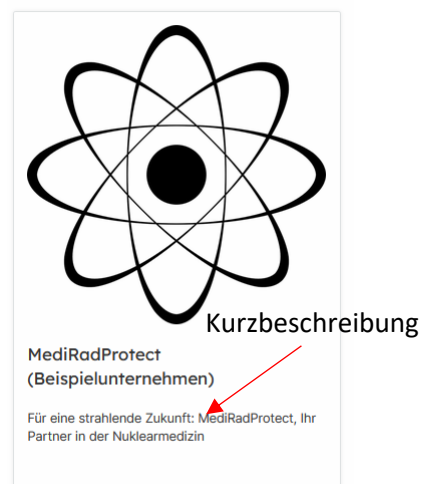 Kurzbeschreibung
MediRadProtect
(Beispielunternehmen)
Für eine strahlende Zukunft: MediRadProtect, Ihr
Partner in der Nuklearmedizin